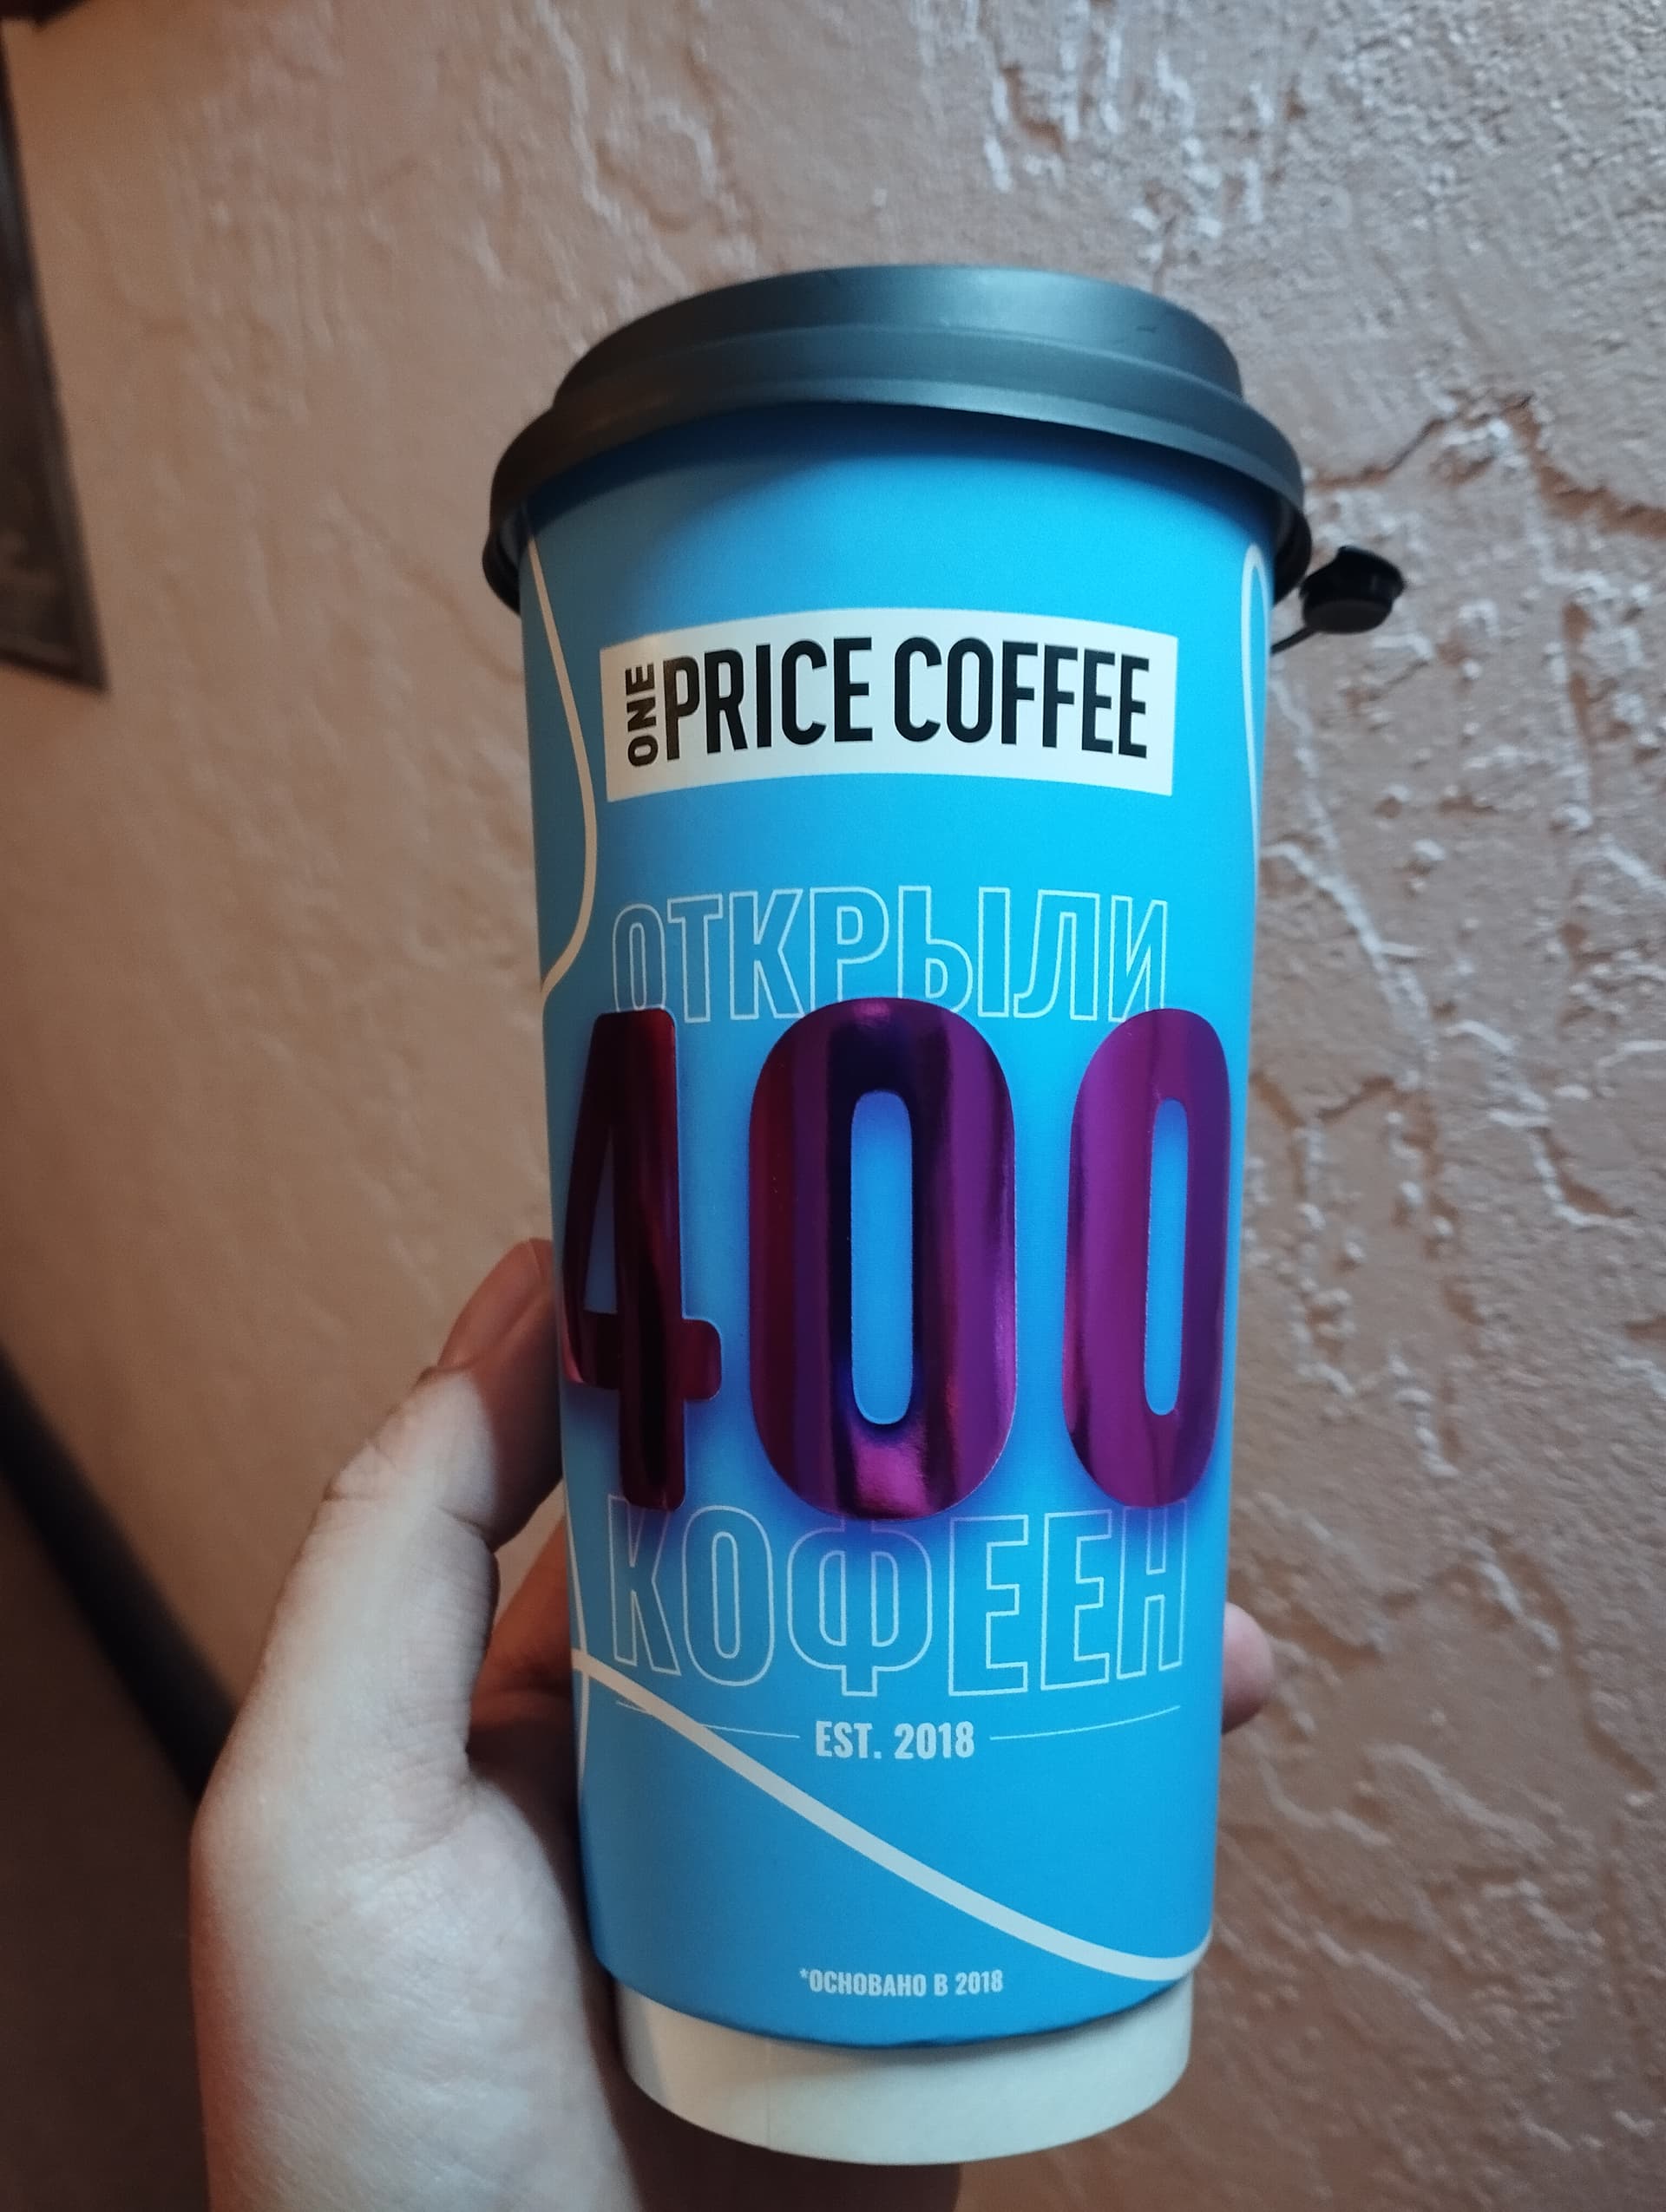 ONE PRICE COFFEE
ОТКРЫЛИ
400
КОФЕЕН
EST. 2018
*ОСНОВАНО В 2018